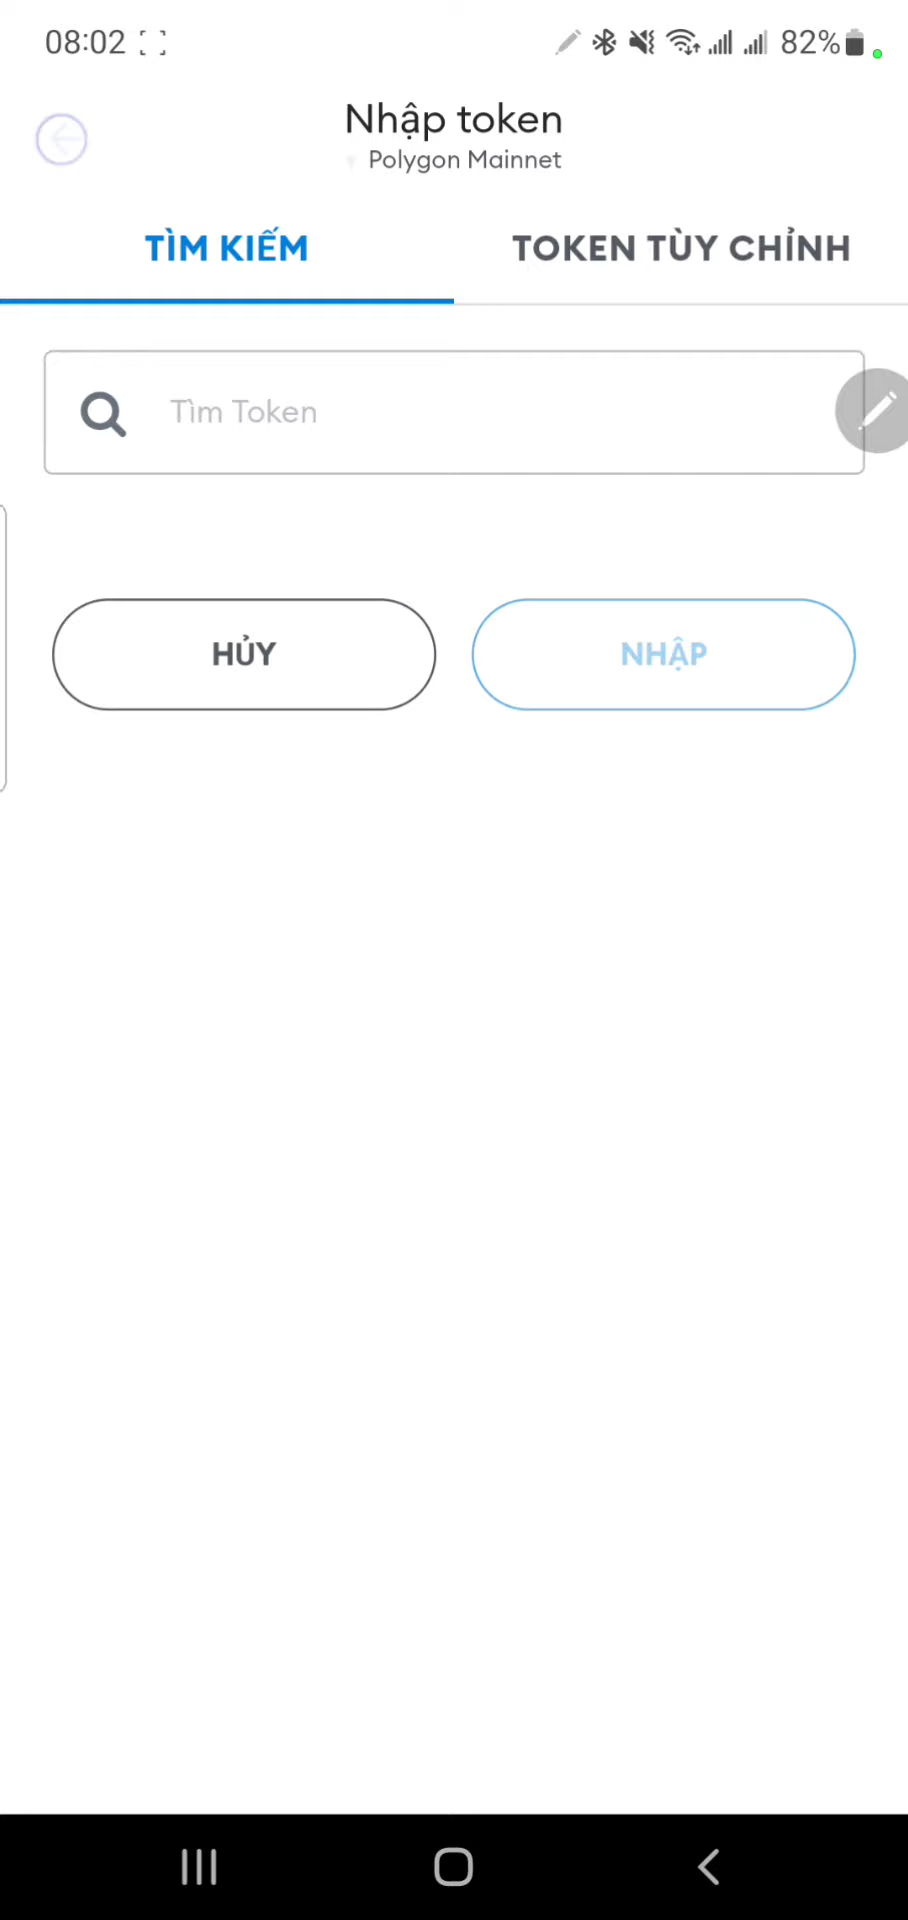 08:02
82%
Nhập token
Polygon Mainnet
TÌM KIẾM
TOKEN TÙY CHỈNH
Tìm Token
HỦY
NHẬP